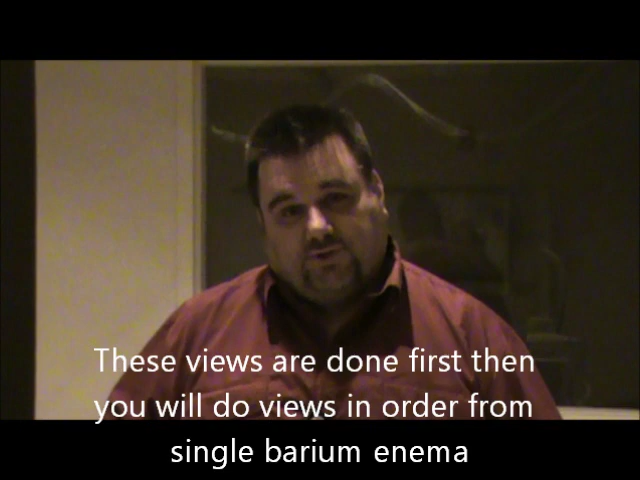 These views are done first then
you will do views in order from
single barium enema